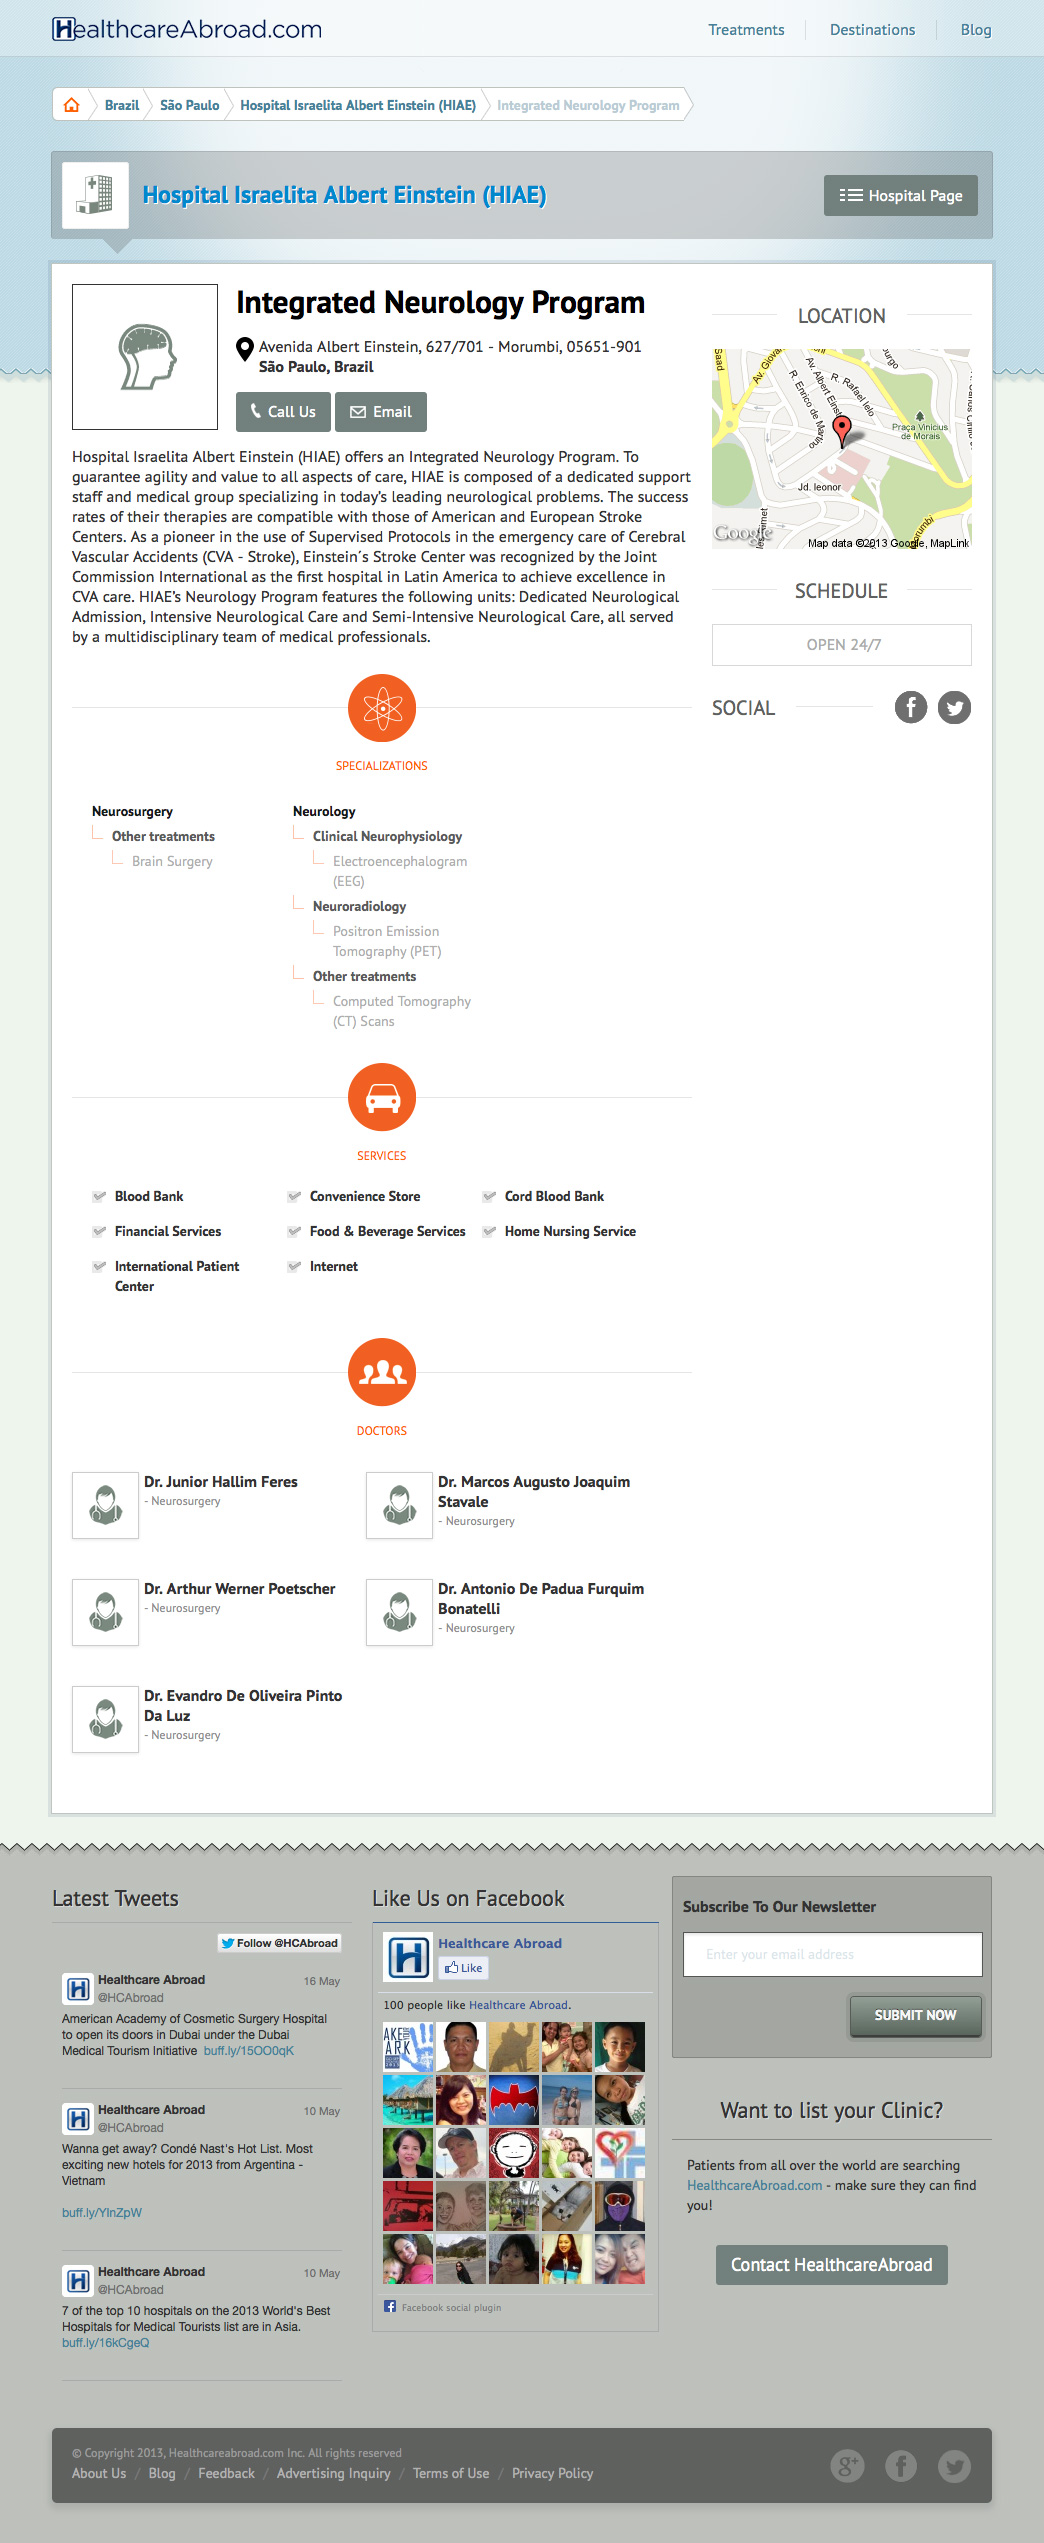 HealthcareAbroad.com
Treatments
Destinations
Blog
Brazil
São Paulo
Hospital Israelita Albert Einstein (HIAE)
Integrated Neurology Program
Hospital Israelita Albert Einstein (HIAE)
Hospital Page
Integrated Neurology Program
Avenida Albert Einstein, 627/701 - Morumbi, 05651-901
São Paulo, Brazil
Call Us
Email
Hospital Israelita Albert Einstein (HIAE) offers an Integrated Neurology Program. To
guarantee agility and value to all aspects of care, HIAE is composed of a dedicated support
staff and medical group specializing in today's leading neurological problems. The success
rates of their therapies are compatible with those of American and European Stroke
Centers. As a pioneer in the use of Supervised Protocols in the emergency care of Cerebral
Vascular Accidents (CVA - Stroke), Einstein´s Stroke Center was recognized by the Joint
Commission International as the first hospital in Latin America to achieve excellence in
CVA care. HIAE's Neurology Program features the following units: Dedicated Neurological
Admission, Intensive Neurological Care and Semi-Intensive Neurological Care, all served
by a multidisciplinary team of medical professionals.
LOCATION
Saad
Av. Giova
R. Enrico de Martino
Av. Albert Einst
R. Rafael Ielo
urgo
Praça Vinicius
de Morais
Jd. leonor
Google
Map data ©2013 Google, MapLink
SCHEDULE
OPEN 24/7
SOCIAL
SPECIALIZATIONS
Neurosurgery
Other treatments
Brain Surgery
Neurology
Clinical Neurophysiology
Electroencephalogram
(EEG)
Neuroradiology
Positron Emission
Tomography (PET)
Other treatments
Computed Tomography
(CT) Scans
SERVICES
Blood Bank
Convenience Store
Cord Blood Bank
Financial Services
Food & Beverage Services
Home Nursing Service
International Patient
Center
Internet
DOCTORS
Dr. Junior Hallim Feres
- Neurosurgery
Dr. Marcos Augusto Joaquim
Stavale
- Neurosurgery
Dr. Arthur Werner Poetscher
- Neurosurgery
Dr. Antonio De Padua Furquim
Bonatelli
- Neurosurgery
Dr. Evandro De Oliveira Pinto
Da Luz
- Neurosurgery
Latest Tweets
Follow @HCAbroad
Healthcare Abroad
16 May
@HCAbroad
American Academy of Cosmetic Surgery Hospital
to open its doors in Dubai under the Dubai
Medical Tourism Initiative buff.ly/15OO0qK
Healthcare Abroad
10 May
@HCAbroad
Wanna get away? Condé Nast's Hot List. Most
exciting new hotels for 2013 from Argentina -
Vietnam
buff.ly/YInZpW
Healthcare Abroad
10 May
@HCAbroad
7 of the top 10 hospitals on the 2013 World's Best
Hospitals for Medical Tourists list are in Asia.
buff.ly/16kCgeQ
Like Us on Facebook
Healthcare Abroad
Like
100 people like Healthcare Abroad.
Facebook social plugin
Subscribe To Our Newsletter
Enter your email address
SUBMIT NOW
Want to list your Clinic?
Patients from all over the world are searching
HealthcareAbroad.com - make sure they can find
you!
Contact HealthcareAbroad
© Copyright 2013, Healthcareabroad.com Inc. All rights reserved
About Us / Blog / Feedback / Advertising Inquiry / Terms of Use / Privacy Policy